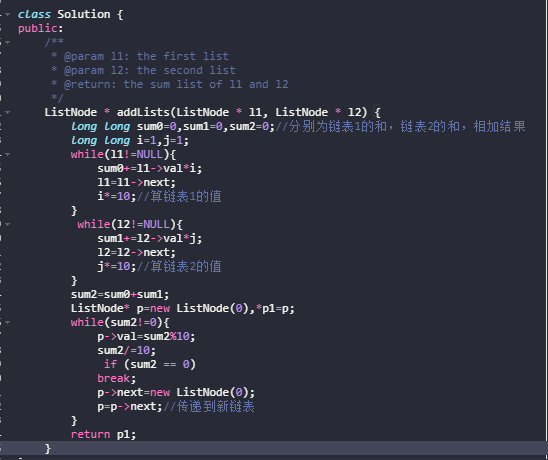 class Solution {
public:
    /**
     * @param l1: the first list
     * @param l2: the second list
     * @return: the sum list of l1 and l2
     */
    ListNode * addLists(ListNode * l1, ListNode * l2) {
        long long sum0=0,sum1=0,sum2=0;//分别为链表1的和，链表2的和，相加结果
        long long i=1,j=1;
        while(l1!=NULL){
            sum0+=l1->val*i;
            l1=l1->next;
            i*=10;//算链表1的值
        }
         while(l2!=NULL){
            sum1+=l2->val*j;
            l2=l2->next;
            j*=10;//算链表2的值
        }
        sum2=sum0+sum1;
        ListNode* p=new ListNode(0),*p1=p;
        while(sum2!=0){
            p->val=sum2%10;
            sum2/=10;
             if (sum2 == 0)
            break;
            p->next=new ListNode(0);
            p=p->next;//传递到新链表
        }
        return p1;
    }